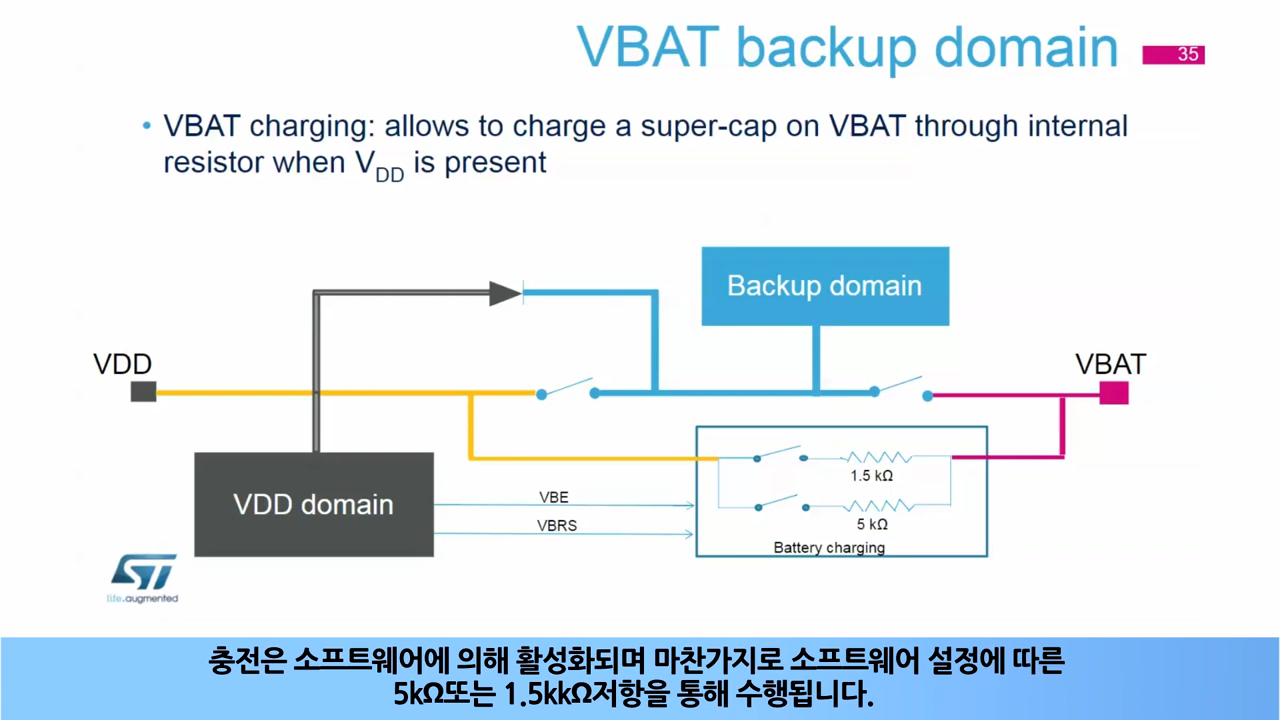 VBAT backup domain
35
• VBAT charging: allows to charge a super-cap on VBAT through internal
resistor when VDD is present
Backup domain
VDD
VBAT
1.5 kΩ
VDD domain
VBE
VBRS
5 kΩ
Battery charging
ST
life.augmented
충전은 소프트웨어에 의해 활성화되며 마찬가지로 소프트웨어 설정에 따른
5kΩ또는 1.5kkΩ저항을 통해 수행됩니다.